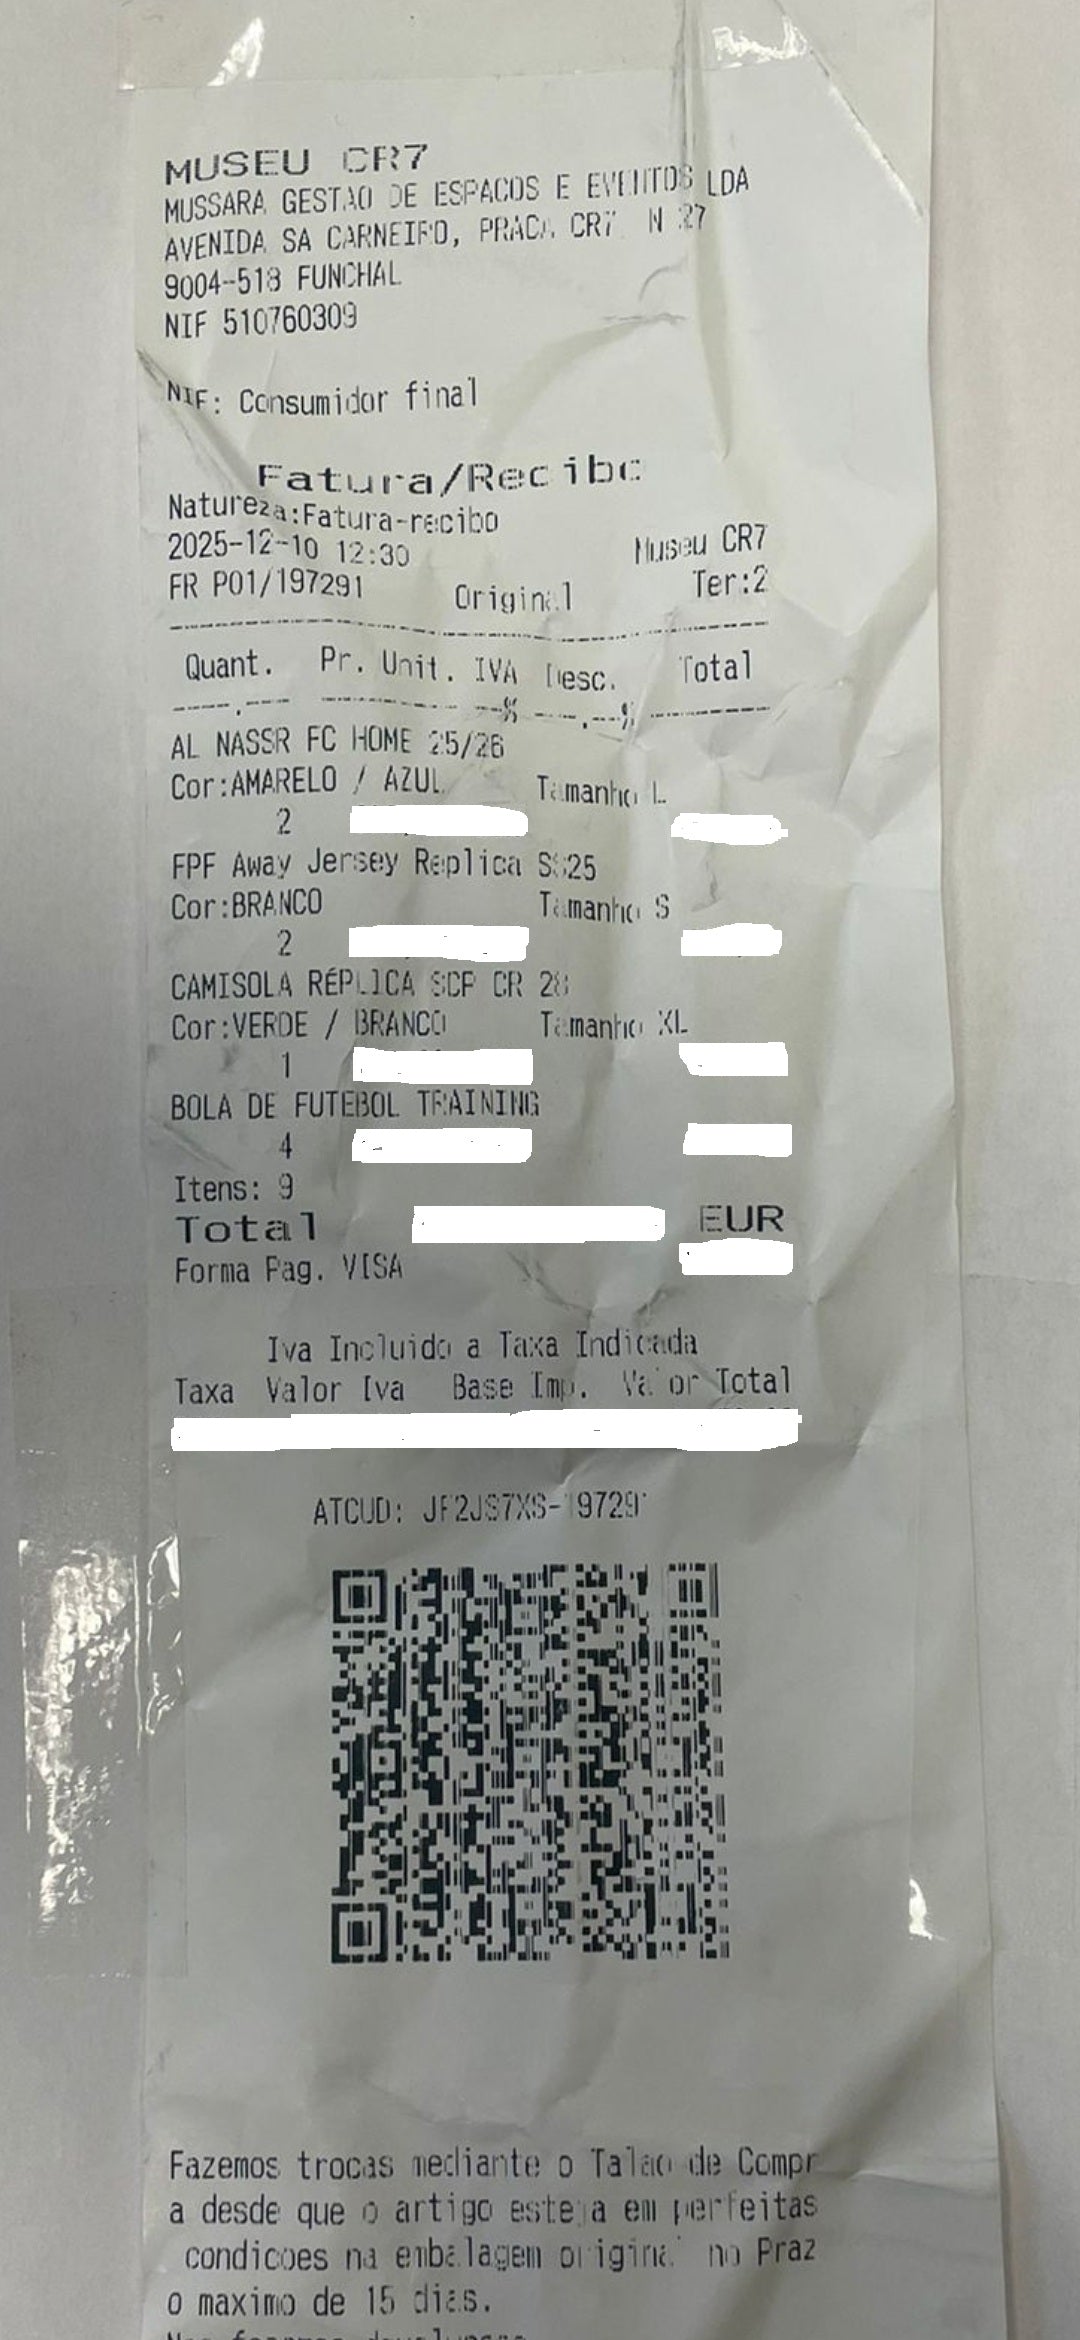 MUSEU CR7
MUSSARA GESTAO DE ESPACOS E EVENTOS LDA
AVENIDA SA CARNEIRO, PRACA CR7 N 27
9004-518 FUNCHAL
NIF 510760309
NIF: Consumidor final
Fatura/Recibo
Natureza:Fatura-recibo
2025-12-10 12:30 Museu CR7
FR P01/197291 Original Ter:2
Quant. Pr. Unit. IVA Desc. Total
----.---- ---% ---.--%
AL NASSR FC HOME 25/26
Cor:AMARELO / AZUL Tamanho L
2
FPF Away Jersey Replica SS25
Cor:BRANCO Tamanho S
2
CAMISOLA RÉPLICA SCP CR 28
Cor:VERDE / BRANCO Tamanho XL
1
BOLA DE FUTEBOL TRAINING
4
Itens: 9
Total EUR
Forma Pag. VISA
Iva Incluido a Taxa Indicada
Taxa Valor Iva Base Imp. Valor Total
ATCUD: JF2JS7XS-197291
Fazemos trocas mediante o Talao de Compr
a desde que o artigo esteja em perfeitas
condicoes na embalagem original no Praz
o maximo de 15 dias.